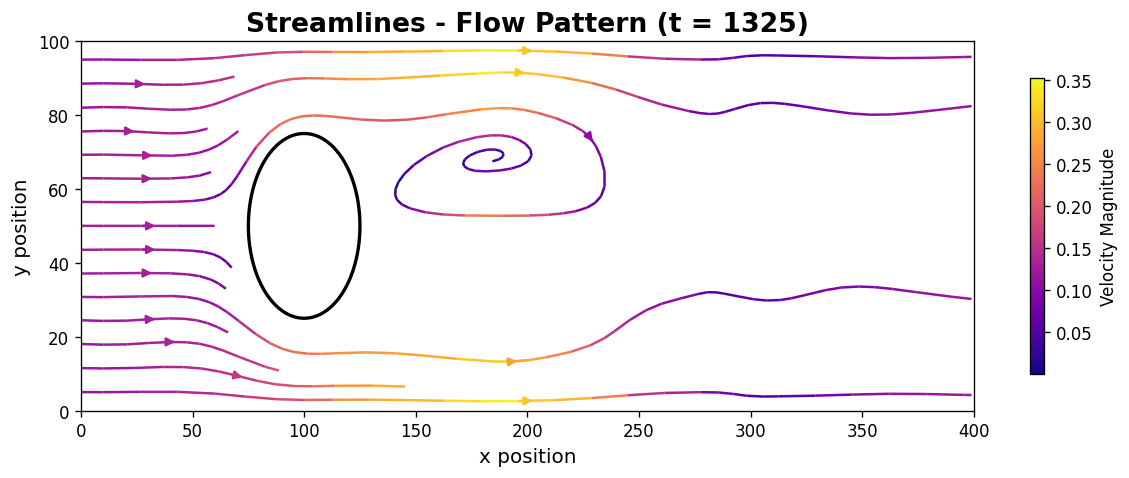 Streamlines - Flow Pattern (t = 1325)
100
80
60
40
20
0
y position
0 50 100 150 200 250 300 350 400
x position
0.35
0.30
0.25
0.20
0.15
0.10
0.05
Velocity Magnitude